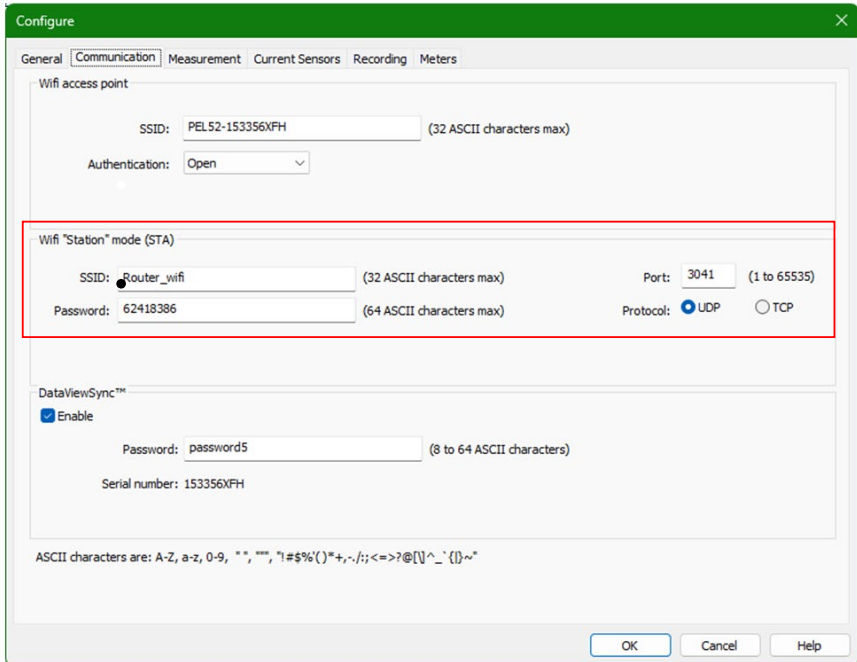 Configure
General Communication Measurement Current Sensors Recording Meters
Wifi access point
SSID: PEL52-153356XFH (32 ASCII characters max)
Authentication: Open
Wifi "Station" mode (STA)
SSID: Router_wifi (32 ASCII characters max) Port: 3041 (1 to 65535)
Password: 62418386 (64 ASCII characters max) Protocol: UDP TCP
DataViewSync™
Enable
Password: password5 (8 to 64 ASCII characters)
Serial number: 153356XFH
ASCII characters are: A-Z, a-z, 0-9, " ", """, "!#$%'()*+,-./:;<=>?@[\]^_`{|}~"
OK Cancel Help